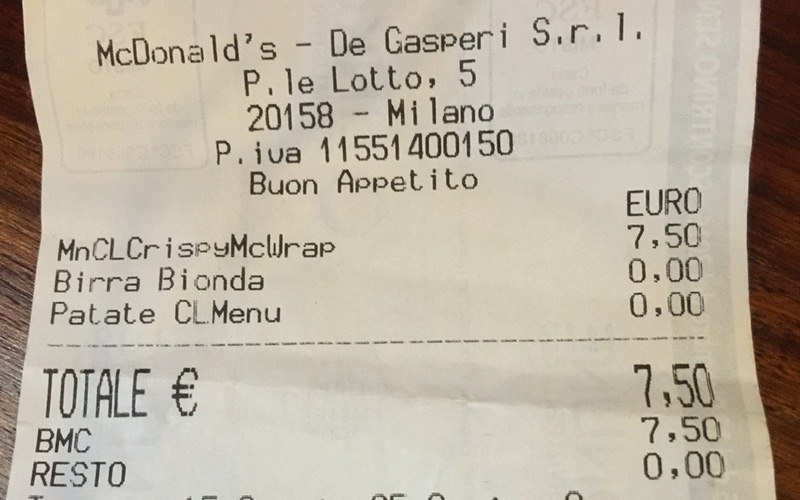 McDonald's - De Gasperi S.r.l.
P.le Lotto, 5
20158 - Milano
P.iva 11551400150
Buon Appetito
EURO
MnCLCrispyMcWrap 7,50
Birra Bionda 0,00
Patate CLMenu 0,00
TOTALE € 7,50
BMC 7,50
RESTO 0,00